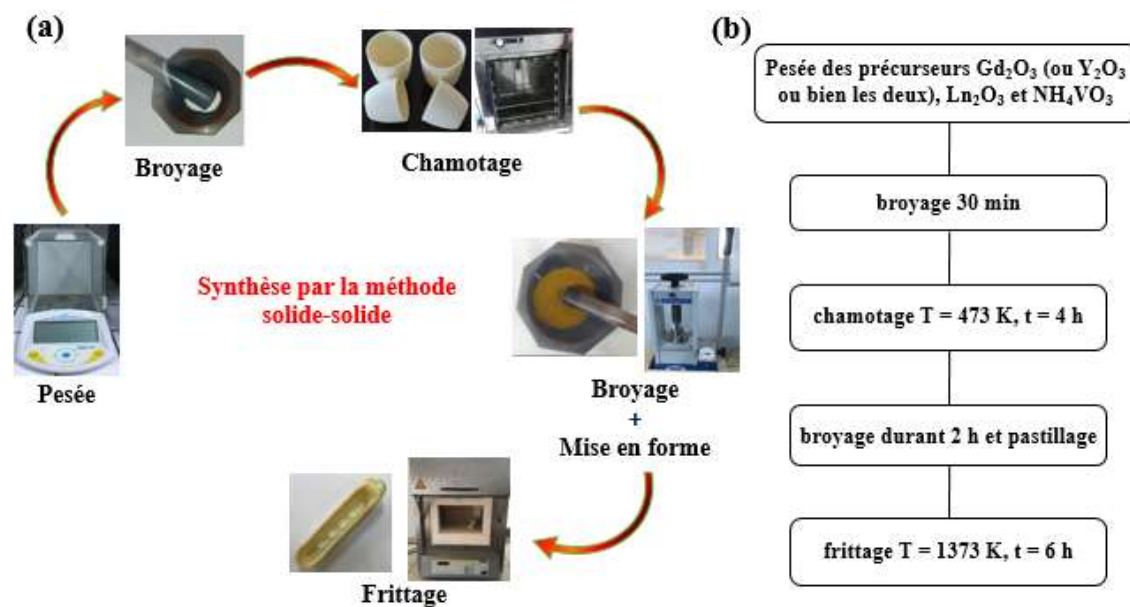 (a)
Broyage
Chamotage
Pesée
Synthèse par la méthode
solide-solide
Broyage
+
Mise en forme
Frittage
(b)
Pesée des précurseurs Gd₂O₃ (ou Y₂O₃
ou bien les deux), Ln₂O₃ et NH₄VO₃
broyage 30 min
chamotage T = 473 K, t = 4 h
broyage durant 2 h et pastillage
frittage T = 1373 K, t = 6 h